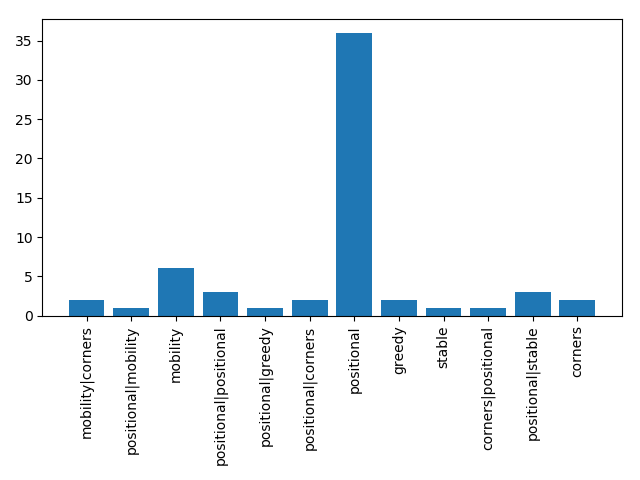 35
30
25
20
15
10
5
0
mobility|corners
positional|mobility
mobility
positional|positional
positional|greedy
positional|corners
positional
greedy
stable
corners|positional
positional|stable
corners